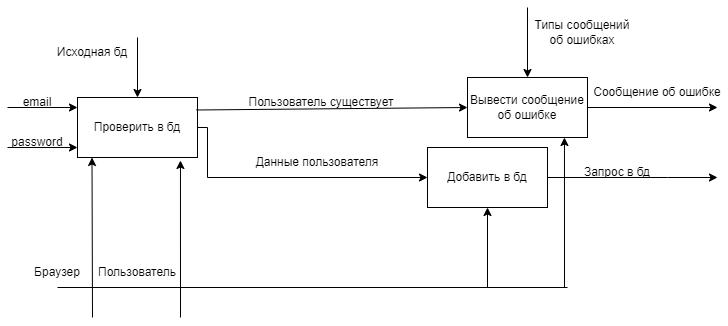 Типы сообщений
об ошибках
Исходная бд
email
Пользователь существует
Вывести сообщение
об ошибке
Сообщение об ошибке
Проверить в бд
password
Данные пользователя
Добавить в бд
Запрос в бд
Браузер
Пользователь